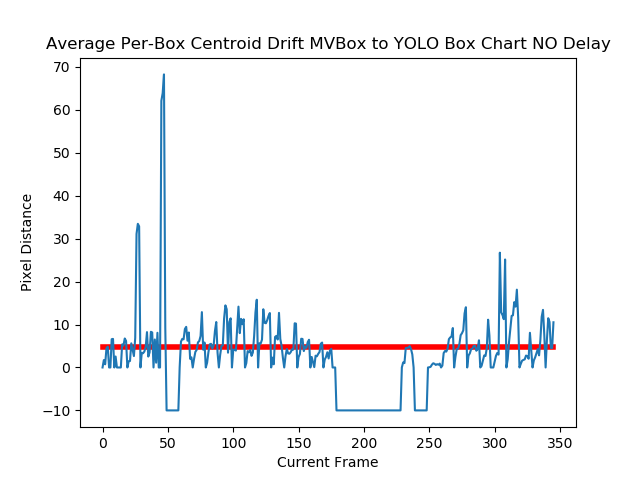 Average Per-Box Centroid Drift MVBox to YOLO Box Chart NO Delay
70
60
50
40
30
20
10
0
−10
Pixel Distance
0 50 100 150 200 250 300 350
Current Frame